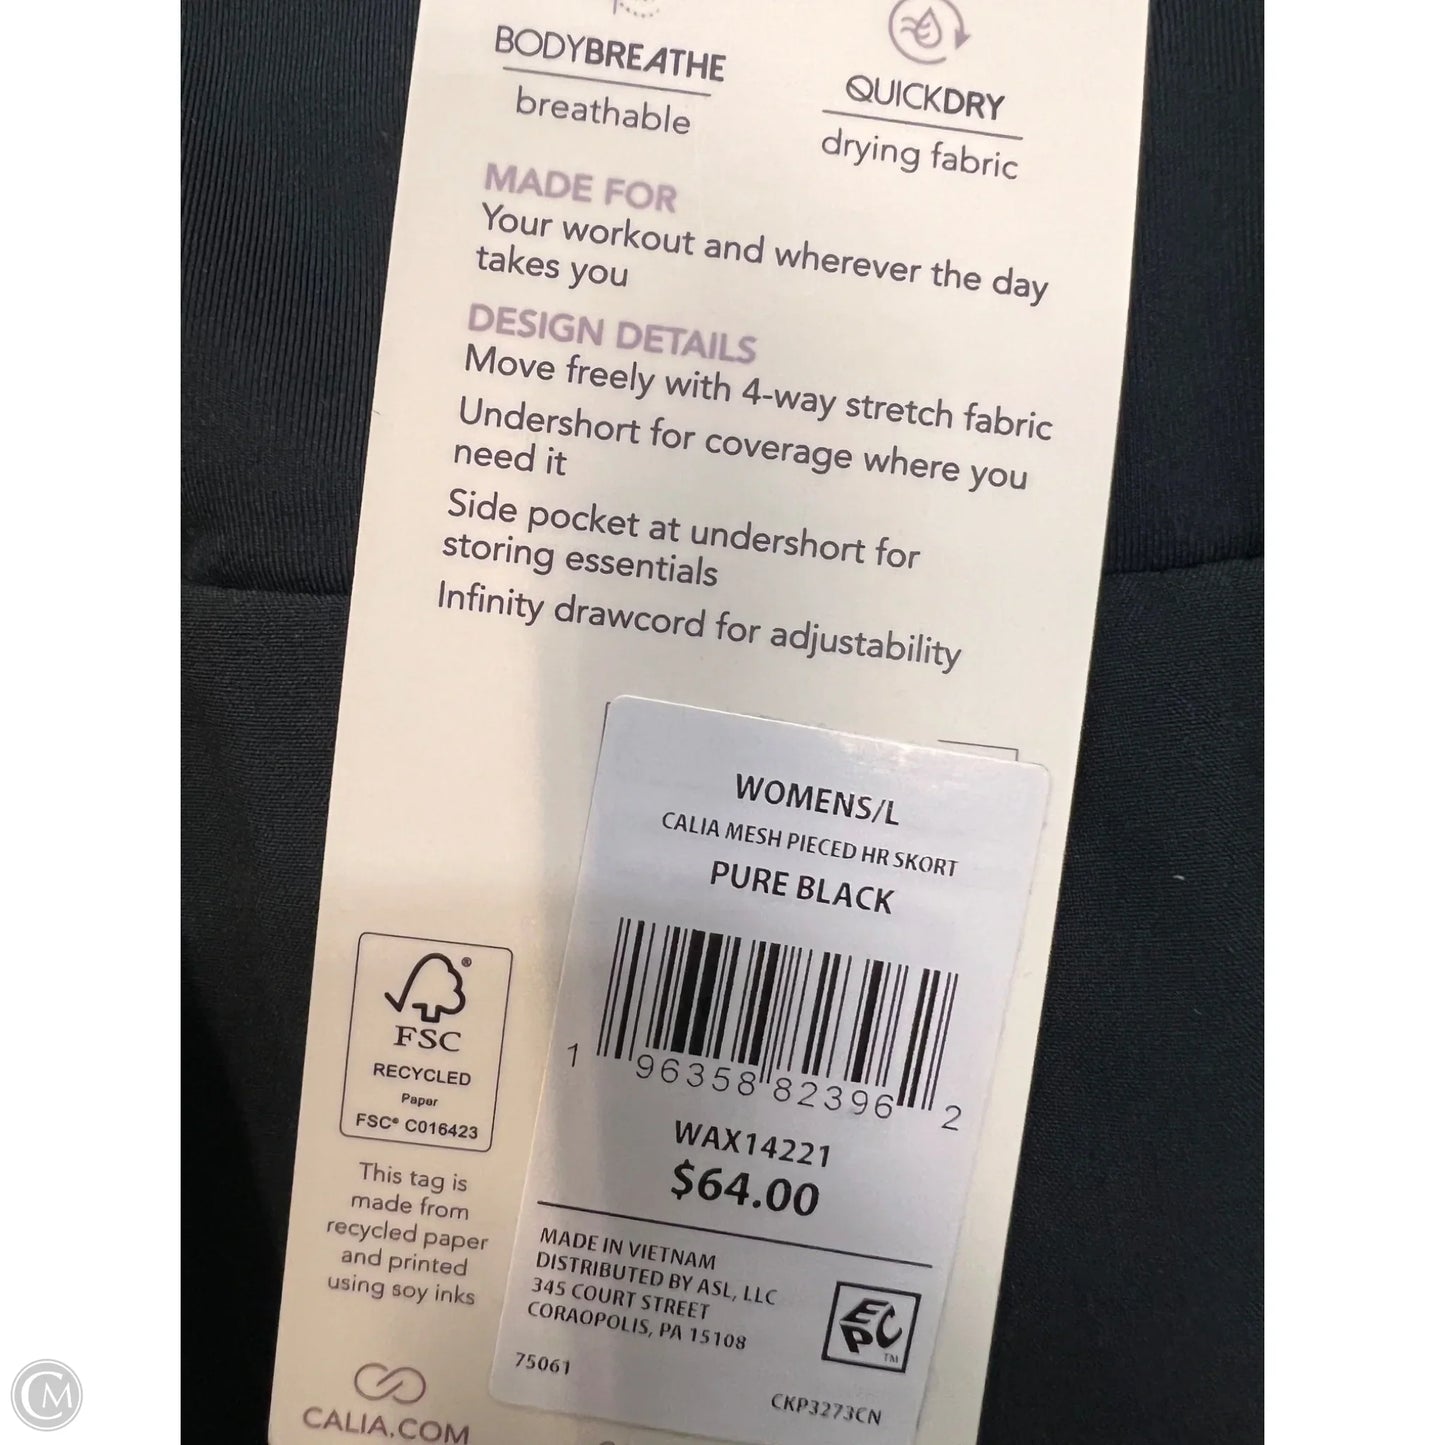 BODYBREATHE
breathable
QUICKDRY
drying fabric
MADE FOR
Your workout and wherever the day
takes you
DESIGN DETAILS
Move freely with 4-way stretch fabric
Undershort for coverage where you
need it
Side pocket at undershort for
storing essentials
Infinity drawcord for adjustability
WOMENS/L
CALIA MESH PIECED HR SKORT
PURE BLACK
1 96358 82396 2
WAX14221
$64.00
MADE IN VIETNAM
DISTRIBUTED BY ASL, LLC
345 COURT STREET
CORAOPOLIS, PA 15108
75061
EPC™
CKP3273CN
FSC®
RECYCLED
Paper
FSC® C016423
This tag is
made from
recycled paper
and printed
using soy inks
CALIA.COM
CM